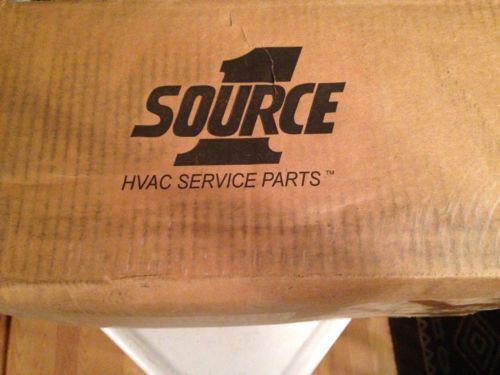 SOURCE 1
HVAC SERVICE PARTS™